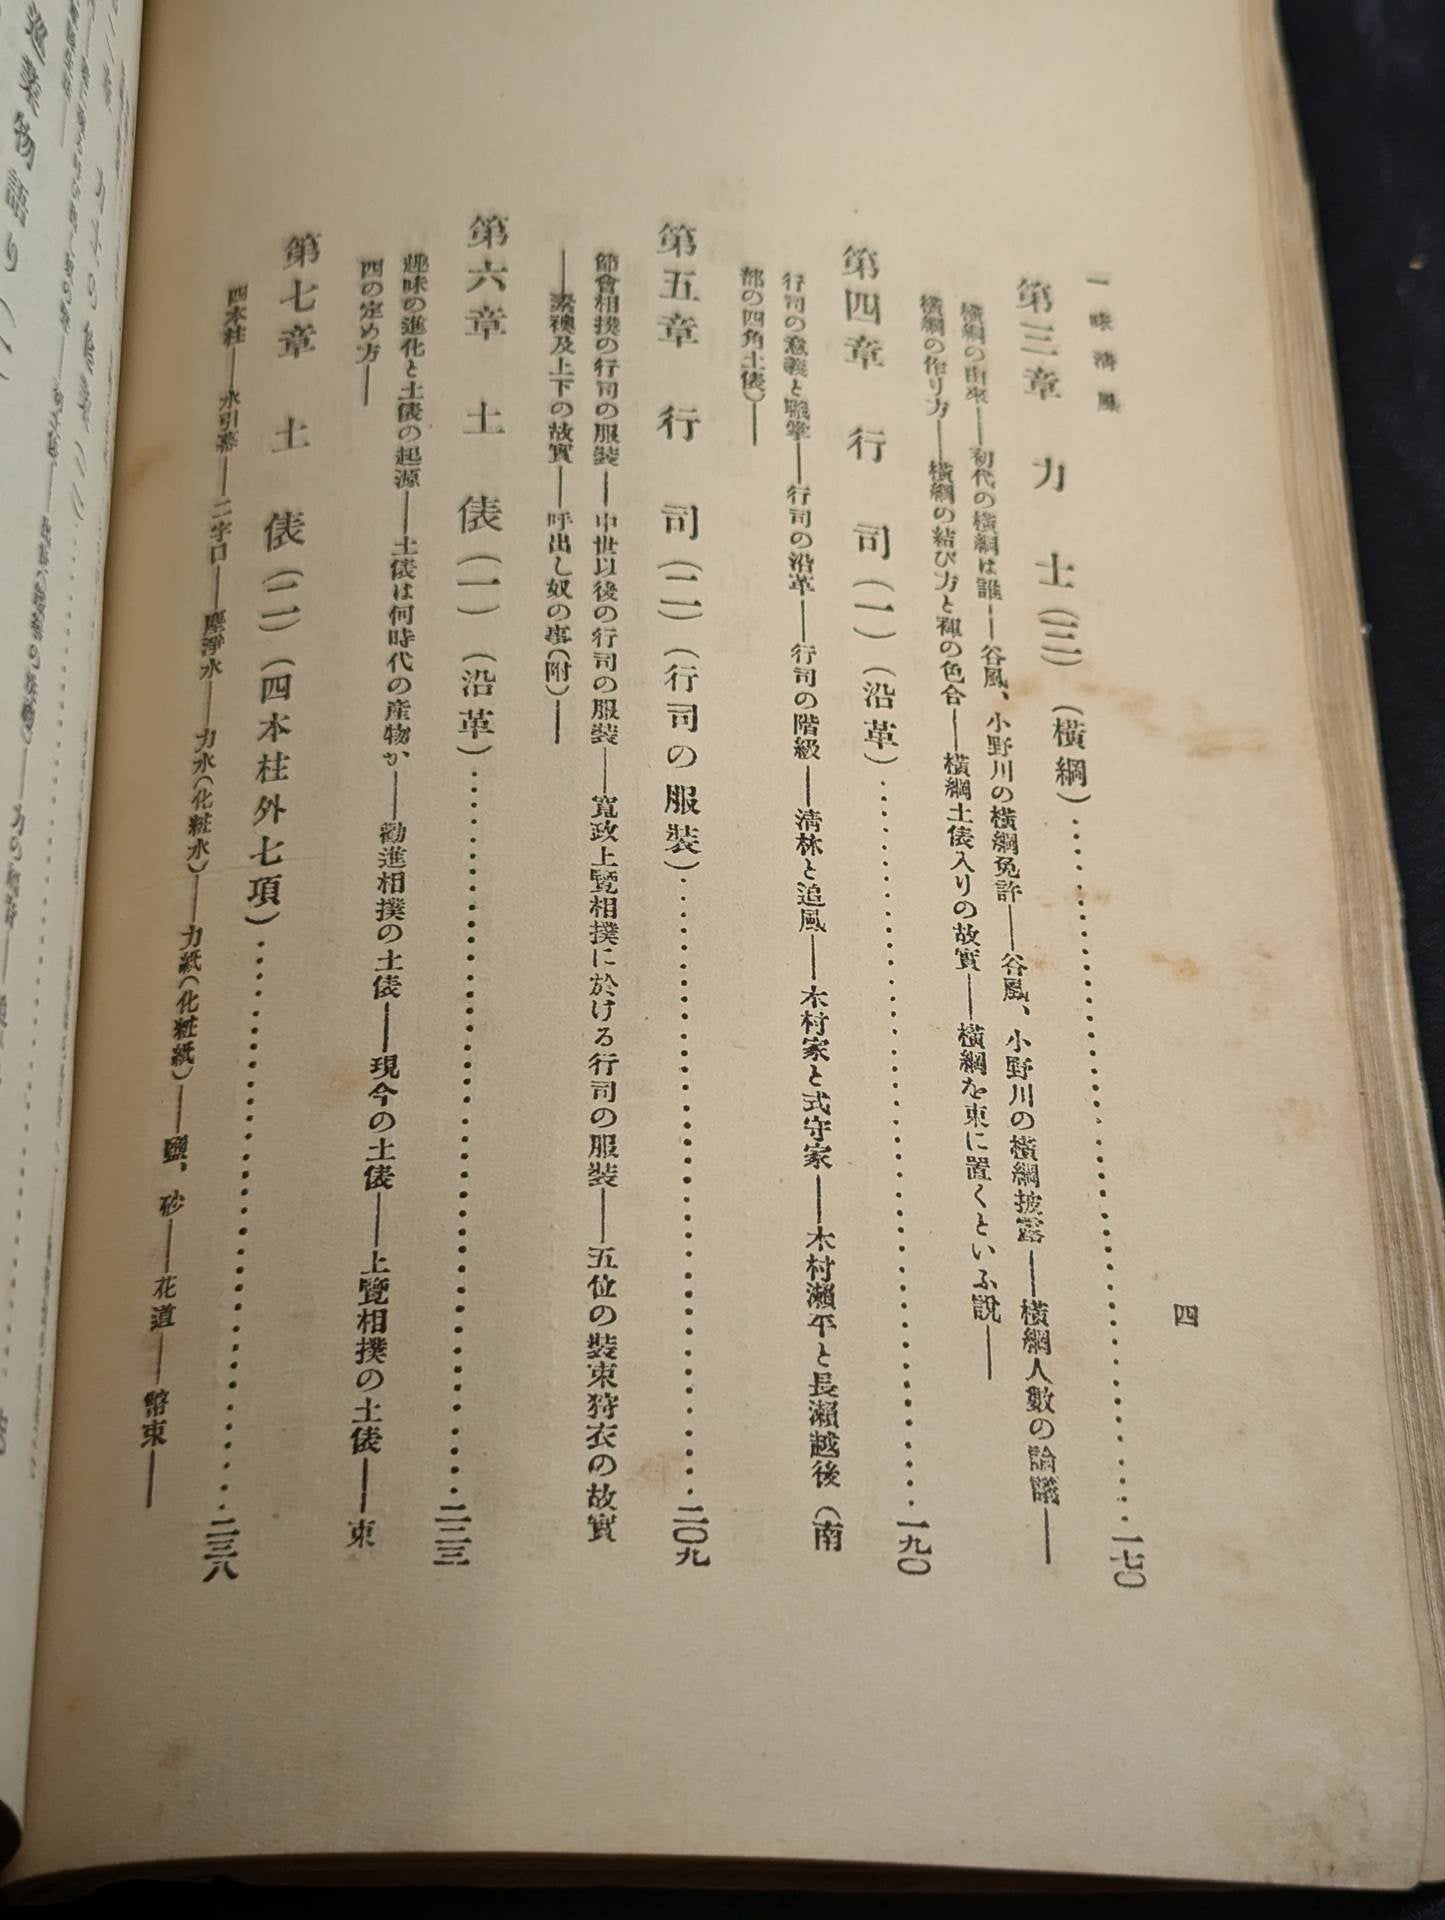 一味清風
四
第三章　力　士(三)　(横綱)……一七〇
横綱の由來――初代の横綱は誰――谷風、小野川の横綱免許――谷風、小野川の横綱披露――横綱人數の論議――
横綱の作り方――横綱の結び方と褌の色合――横綱土俵入りの故實――横綱を東に置くといふ說――
第四章　行　司(一)　(沿革)……一九〇
行司の意義と職掌――行司の沿革――行司の階級――淸林と追風――木村家と式守家――木村瀨平と長瀨越後(南
部の四角土俵)――
第五章　行　司(二)　(行司の服裝)……二〇九
節會相撲の行司の服裝――中世以後の行司の服裝――寬政上覽相撲に於ける行司の服裝――五位の裝束狩衣の故實
――素襖及上下の故實――呼出し奴の事(附)――
第六章　土　俵(一)　(沿革)……二二三
趣味の進化と土俵の起源――土俵は何時代の産物か――勸進相撲の土俵――現今の土俵――上覽相撲の土俵――東
四の定め方――
第七章　土　俵(二)　(四本柱外七項)……二三八
四本柱――水引幕――二字口――塵淨水――力水(化粧水)――力紙(化粧紙)――鹽、砂――花道――幣束――